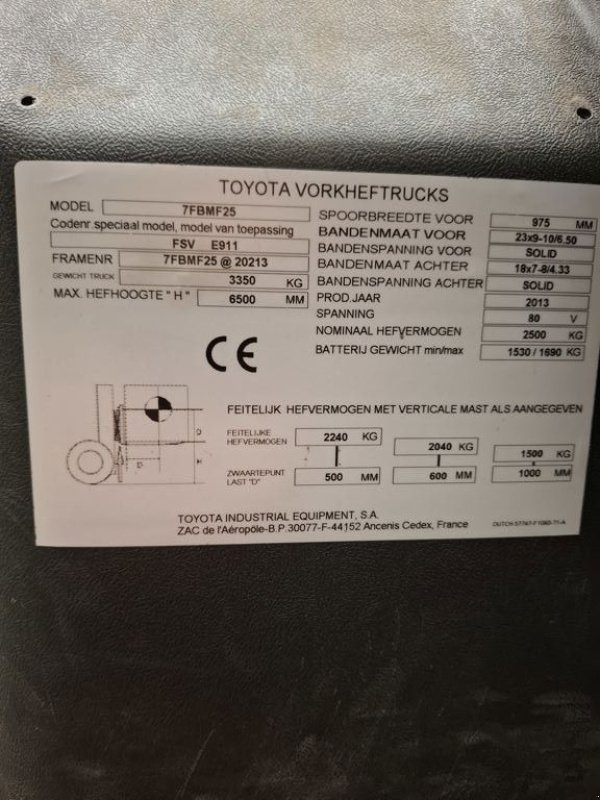 TOYOTA VORKHEFTRUCKS
MODEL 7FBMF25
Codenr.speciaal model, model van toepassing
FSV E911
FRAMENR 7FBMF25 @ 20213
GEWICHT TRUCK 3350 KG
MAX. HEFHOOGTE " H " 6500 MM
SPOORBREEDTE VOOR 975 MM
BANDENMAAT VOOR 23x9-10/6.50
BANDENSPANNING VOOR SOLID
BANDENMAAT ACHTER 18x7-8/4.33
BANDENSPANNING ACHTER SOLID
PROD.JAAR 2013
SPANNING 80 V
NOMINAAL HEFVERMOGEN 2500 KG
BATTERIJ GEWICHT min/max 1530 / 1690 KG
CE
FEITELIJK HEFVERMOGEN MET VERTICALE MAST ALS AANGEGEVEN
FEITELIJKE
HEFVERMOGEN 2240 KG 2040 KG 1500 KG
ZWAARTEPUNT
LAST "D" 500 MM 600 MM 1000 MM
D
D
H
TOYOTA INDUSTRIAL EQUIPMENT, S.A.
ZAC de l'Aéropôle-B.P.30077-F-44152 Ancenis Cedex, France